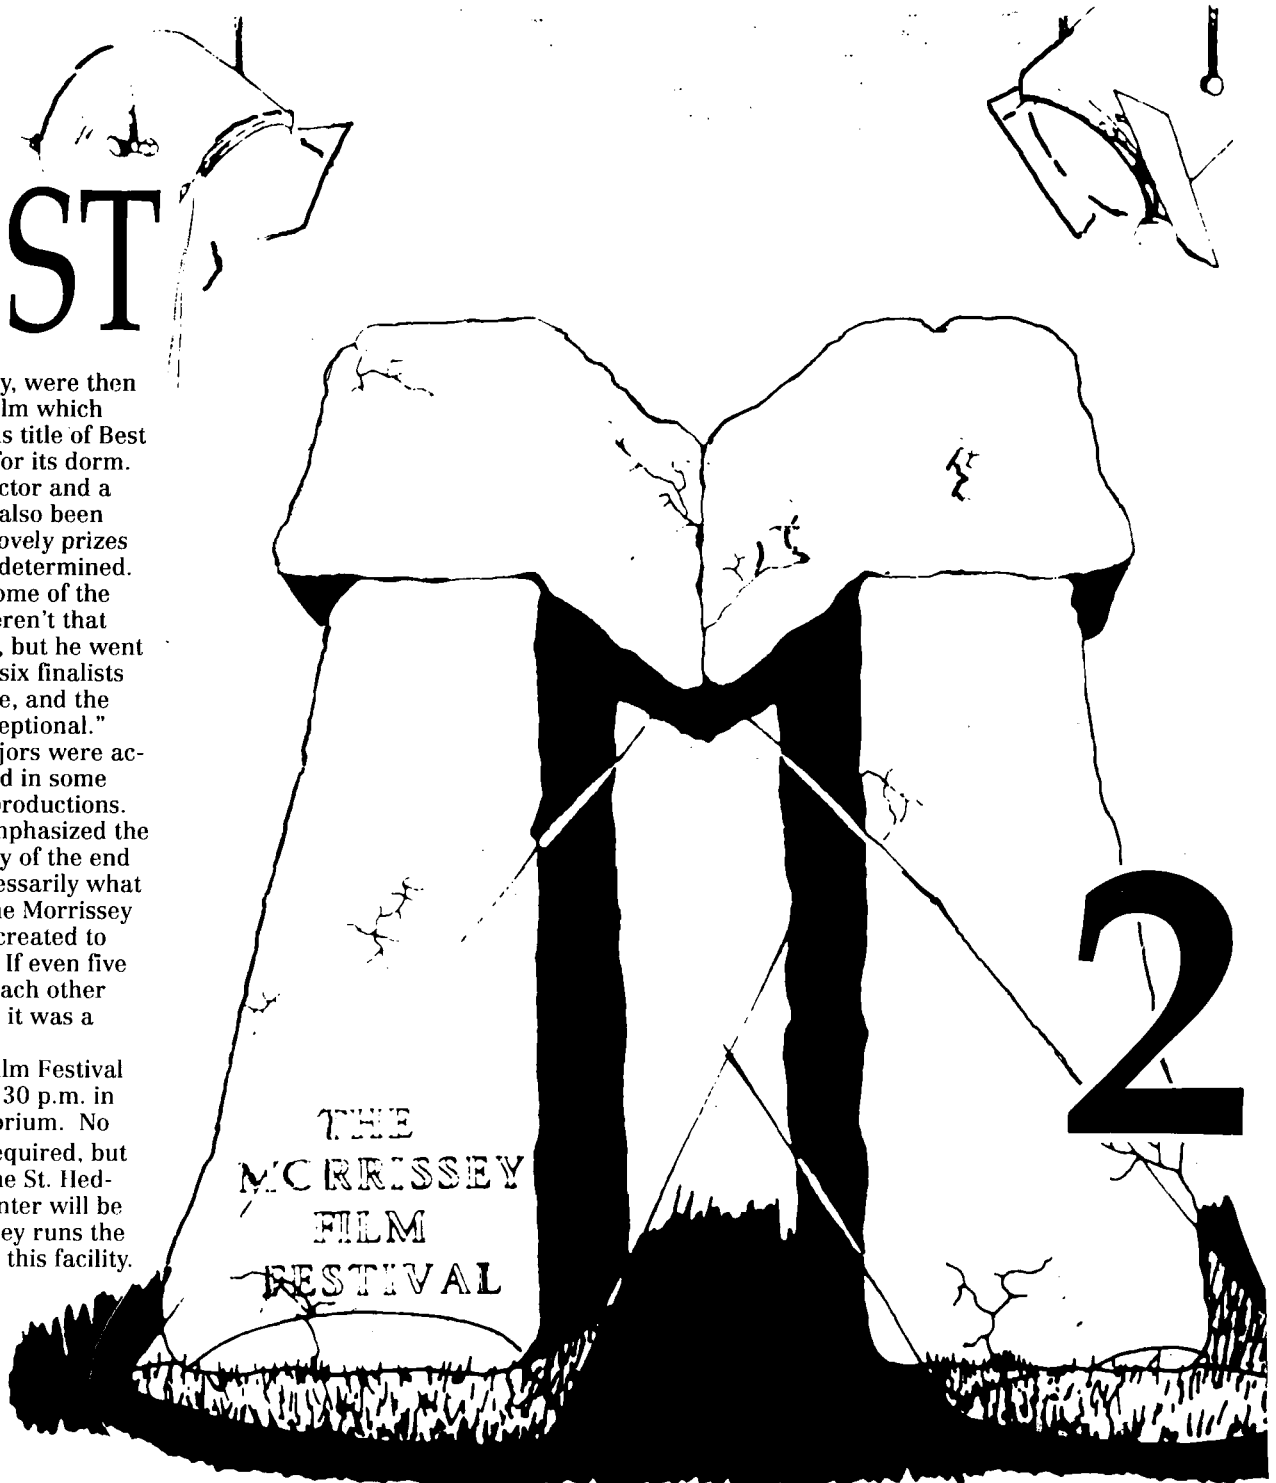 ST
y, were then
lm which
s title of Best
for its dorm.
ctor and a
also been
ovely prizes
determined.
ome of the
eren't that
, but he went
six finalists
e, and the
eptional."
jors were ac-
d in some
productions.
mphasized the
y of the end
essarily what
ne Morrissey
created to
If even five
ach other
it was a
lm Festival
30 p.m. in
orium. No
equired, but
ne St. Hed-
nter will be
ey runs the
this facility.
THE
MORRISSEY
FILM
FESTIVAL
2